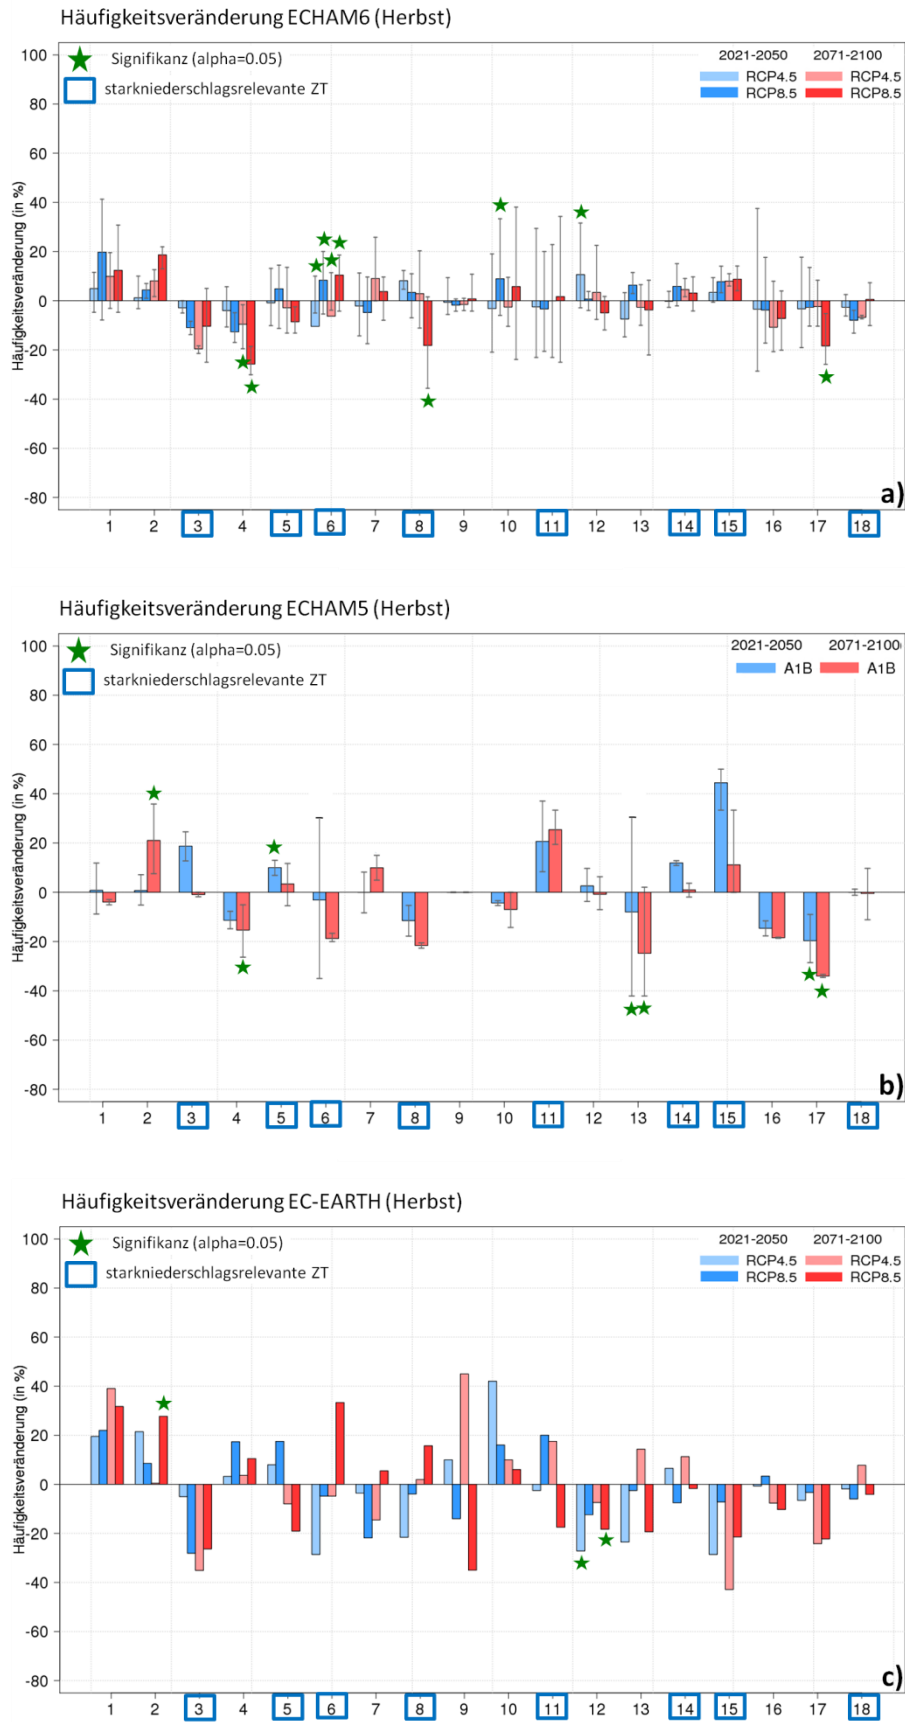 Häufigkeitsveränderung ECHAM6 (Herbst)
Signifikanz (alpha=0.05)
starkniederschlagsrelevante ZT
2021-2050 2071-2100
RCP4.5 RCP4.5
RCP8.5 RCP8.5
Häufigkeitsveränderung (in %)
100
80
60
40
20
0
-20
-40
-60
-80
a)
1 2 3 4 5 6 7 8 9 10 11 12 13 14 15 16 17 18
Häufigkeitsveränderung ECHAM5 (Herbst)
Signifikanz (alpha=0.05)
starkniederschlagsrelevante ZT
2021-2050 2071-2100
A1B A1B
Häufigkeitsveränderung (in %)
100
80
60
40
20
0
-20
-40
-60
-80
b)
1 2 3 4 5 6 7 8 9 10 11 12 13 14 15 16 17 18
Häufigkeitsveränderung EC-EARTH (Herbst)
Signifikanz (alpha=0.05)
starkniederschlagsrelevante ZT
2021-2050 2071-2100
RCP4.5 RCP4.5
RCP8.5 RCP8.5
Häufigkeitsveränderung (in %)
100
80
60
40
20
0
-20
-40
-60
-80
c)
1 2 3 4 5 6 7 8 9 10 11 12 13 14 15 16 17 18